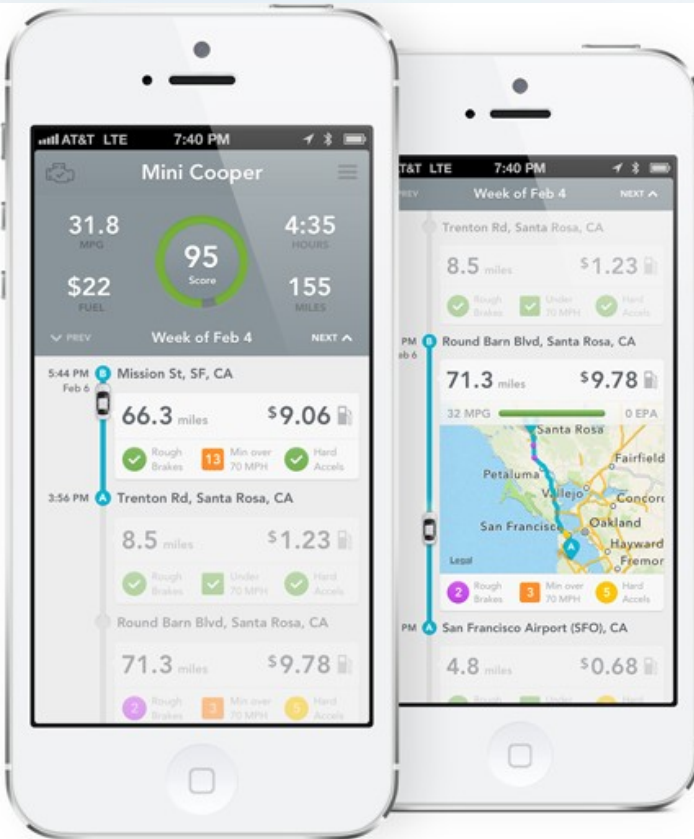 AT&T LTE 7:40 PM
Mini Cooper
31.8
MPG
95
Score
4:35
HOURS
$22
FUEL
155
MILES
PREV Week of Feb 4 NEXT
5:44 PM B Mission St, SF, CA
Feb 6
66.3 miles $9.06
Rough Brakes
13 Min over 70 MPH
Hard Accels
3:56 PM A Trenton Rd, Santa Rosa, CA
8.5 miles $1.23
Rough Brakes
Under 70 MPH
Hard Accels
Round Barn Blvd, Santa Rosa, CA
71.3 miles $9.78
2 Rough Brakes
3 Min over 70 MPH
5 Hard Accels
T&T LTE 7:40 PM
PREV Week of Feb 4 NEXT
Trenton Rd, Santa Rosa, CA
8.5 miles $1.23
Rough Brakes
Under 70 MPH
Hard Accels
PM B Round Barn Blvd, Santa Rosa, CA
eb 6
71.3 miles $9.78
32 MPG 0 EPA
Santa Rosa
Fairfield
Petaluma
Vallejo
Concord
San Francisco
Oakland
A
Hayward
Legal
Fremor
2 Rough Brakes
3 Min over 70 MPH
5 Hard Accels
PM A San Francisco Airport (SFO), CA
4.8 miles $0.68